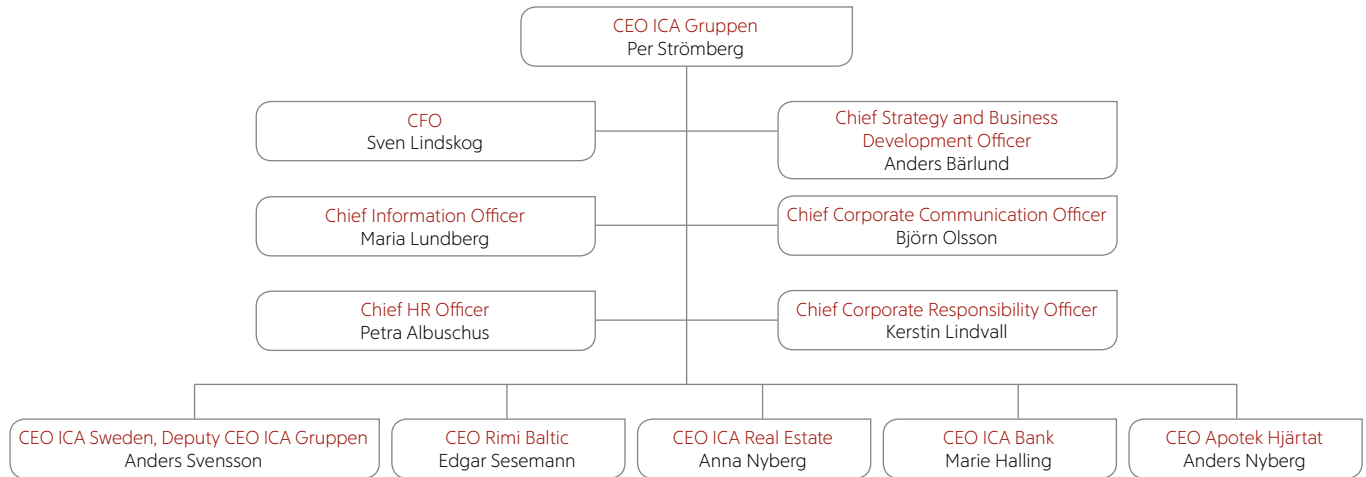 CEO ICA Gruppen
Per Strömberg
CFO
Sven Lindskog
Chief Strategy and Business
Development Officer
Anders Bärlund
Chief Information Officer
Maria Lundberg
Chief Corporate Communication Officer
Björn Olsson
Chief HR Officer
Petra Albuschus
Chief Corporate Responsibility Officer
Kerstin Lindvall
CEO ICA Sweden, Deputy CEO ICA Gruppen
Anders Svensson
CEO Rimi Baltic
Edgar Sesemann
CEO ICA Real Estate
Anna Nyberg
CEO ICA Bank
Marie Halling
CEO Apotek Hjärtat
Anders Nyberg